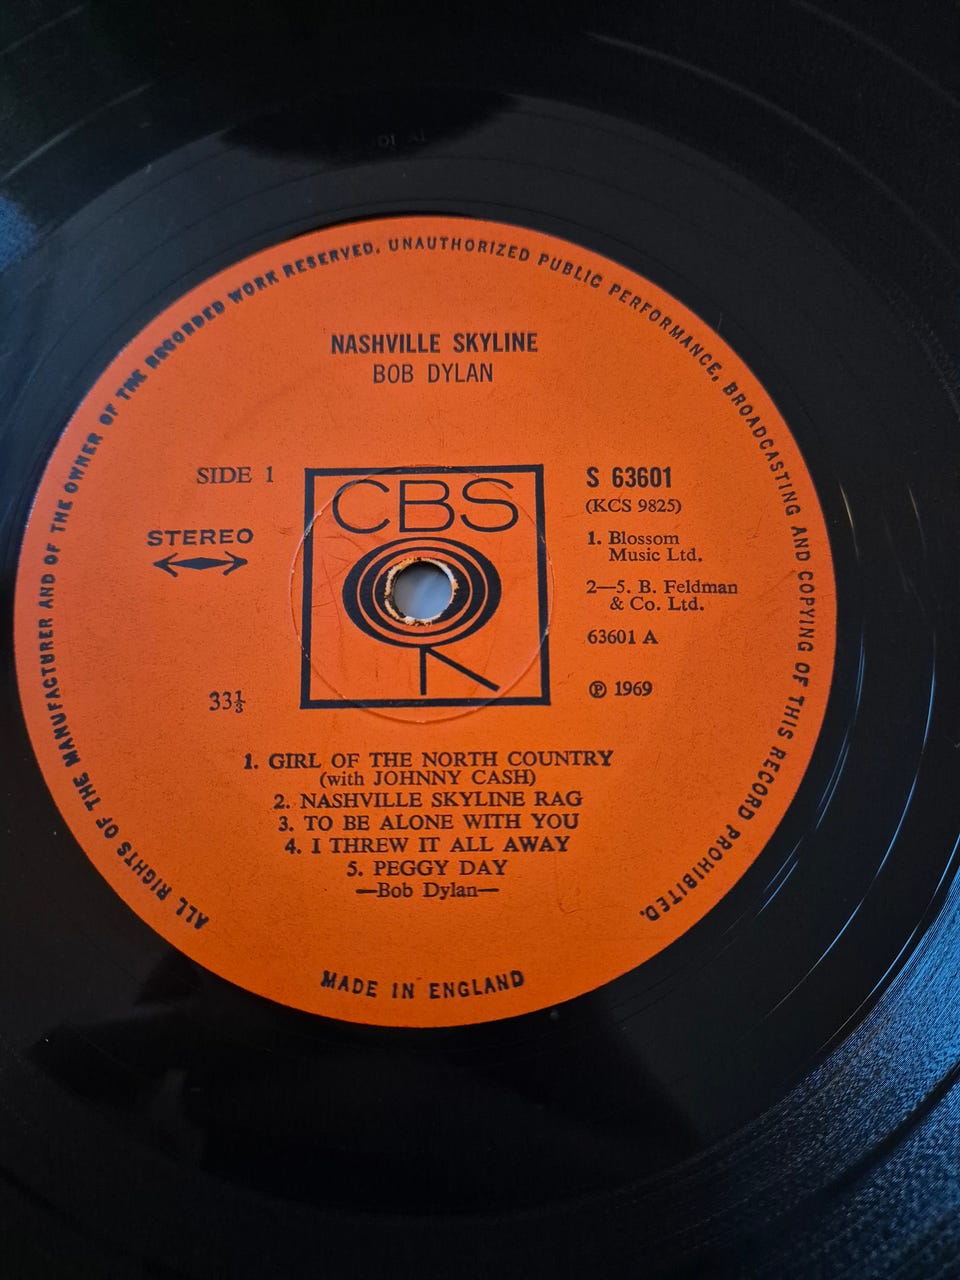 ALL RIGHTS OF THE MANUFACTURER AND OF THE OWNER OF THE RECORDED WORK RESERVED. UNAUTHORIZED PUBLIC PERFORMANCE, BROADCASTING AND COPYING OF THIS RECORD PROHIBITED.
NASHVILLE SKYLINE
BOB DYLAN
SIDE 1
STEREO
33⅓
CBS
S 63601
(KCS 9825)
1. Blossom
Music Ltd.
2—5. B. Feldman
& Co. Ltd.
63601 A
℗ 1969
1. GIRL OF THE NORTH COUNTRY
(with JOHNNY CASH)
2. NASHVILLE SKYLINE RAG
3. TO BE ALONE WITH YOU
4. I THREW IT ALL AWAY
5. PEGGY DAY
—Bob Dylan—
MADE IN ENGLAND